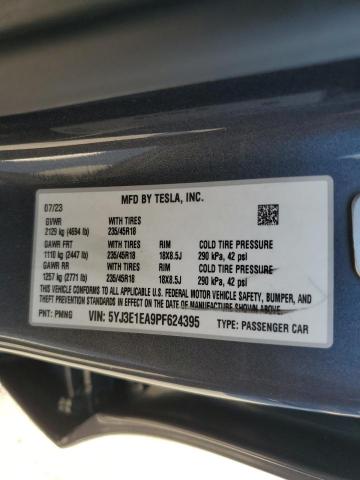 MFD BY TESLA, INC.
07/23
GVWR WITH TIRES
2129 kg (4694 lb) 235/45R18
GAWR FRT WITH TIRES RIM COLD TIRE PRESSURE
1110 kg (2447 lb) 235/45R18 18X8.5J 290 kPa, 42 psi
GAWR RR WITH TIRES RIM COLD TIRE PRESSURE
1257 kg (2771 lb) 235/45R18 18X8.5J 290 kPa, 42 psi
THIS VEHICLE CONFORMS TO ALL APPLICABLE
U.S. FEDERAL MOTOR VEHICLE SAFETY, BUMPER, AND
THEFT PREVENTION STANDARDS IN EFFECT ON THE DATE OF MANUFACTURE SHOWN ABOVE.
PNT: PMNG VIN: 5YJ3E1EA9PF624395 TYPE: PASSENGER CAR